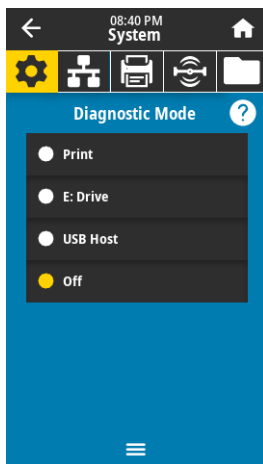 08:40 PM
System
Diagnostic Mode
?
Print
E: Drive
USB Host
Off